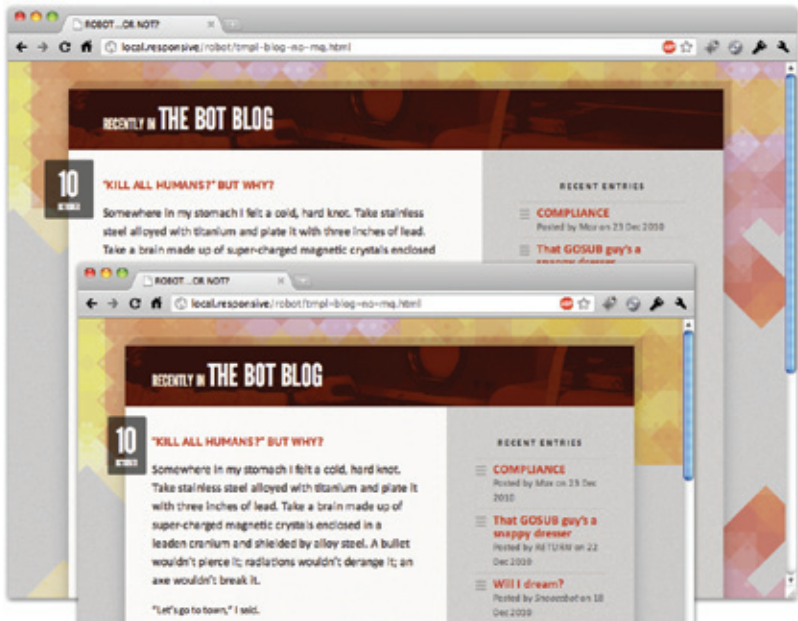 ROBOT...OR NOT?
local.responsive/robot/tmpl-blog-no-mq.html
RECENTLY IN THE BOT BLOG
10
OCTOBER
"KILL ALL HUMANS?" BUT WHY?
Somewhere in my stomach I felt a cold, hard knot. Take stainless
steel alloyed with titanium and plate it with three inches of lead.
Take a brain made up of super-charged magnetic crystals enclosed
RECENT ENTRIES
COMPLIANCE
Posted by Max on 23 Dec 2010
That GOSUB guy's a
snappy dresser
ROBOT...OR NOT?
local.responsive/robot/tmpl-blog-no-mq.html
RECENTLY IN THE BOT BLOG
10
OCTOBER
"KILL ALL HUMANS?" BUT WHY?
Somewhere in my stomach I felt a cold, hard knot.
Take stainless steel alloyed with titanium and plate it
with three inches of lead. Take a brain made up of
super-charged magnetic crystals enclosed in a
leaden cranium and shielded by alloy steel. A bullet
wouldn't pierce it; radiations wouldn't derange it; an
axe wouldn't break it.
"Let's go to town," I said.
RECENT ENTRIES
COMPLIANCE
Posted by Max on 23 Dec
2010
That GOSUB guy's a
snappy dresser
Posted by RETURN on 22
Dec 2010
Will I dream?
Posted by Snoozebot on 18
Dec 2010